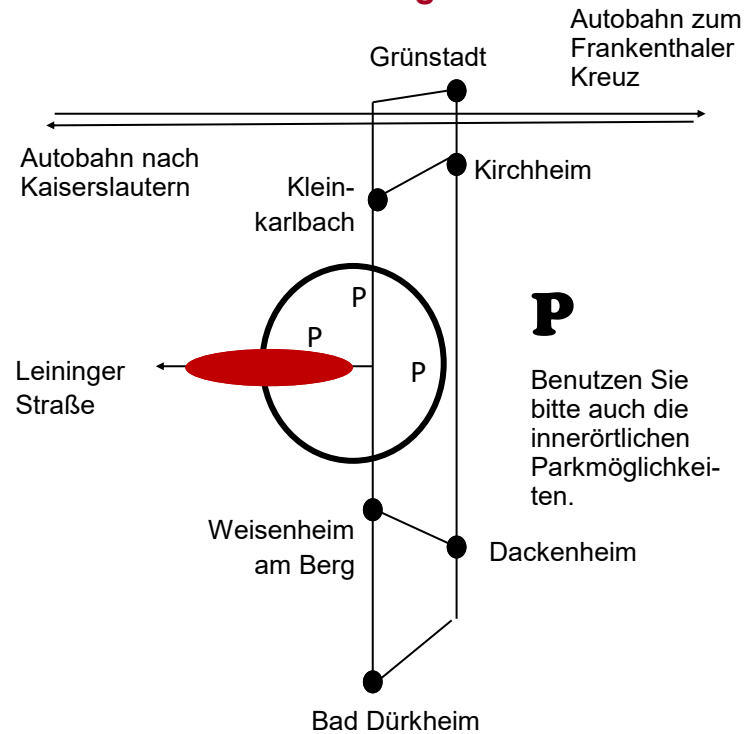 Autobahn zum
Frankenthaler
Kreuz
Grünstadt
Autobahn nach
Kaiserslautern
Kirchheim
Klein-
karlbach
P
P
P
P
Leininger
Straße
Benutzen Sie
bitte auch die
innerörtlichen
Parkmöglichkei-
ten.
Weisenheim
am Berg
Dackenheim
Bad Dürkheim